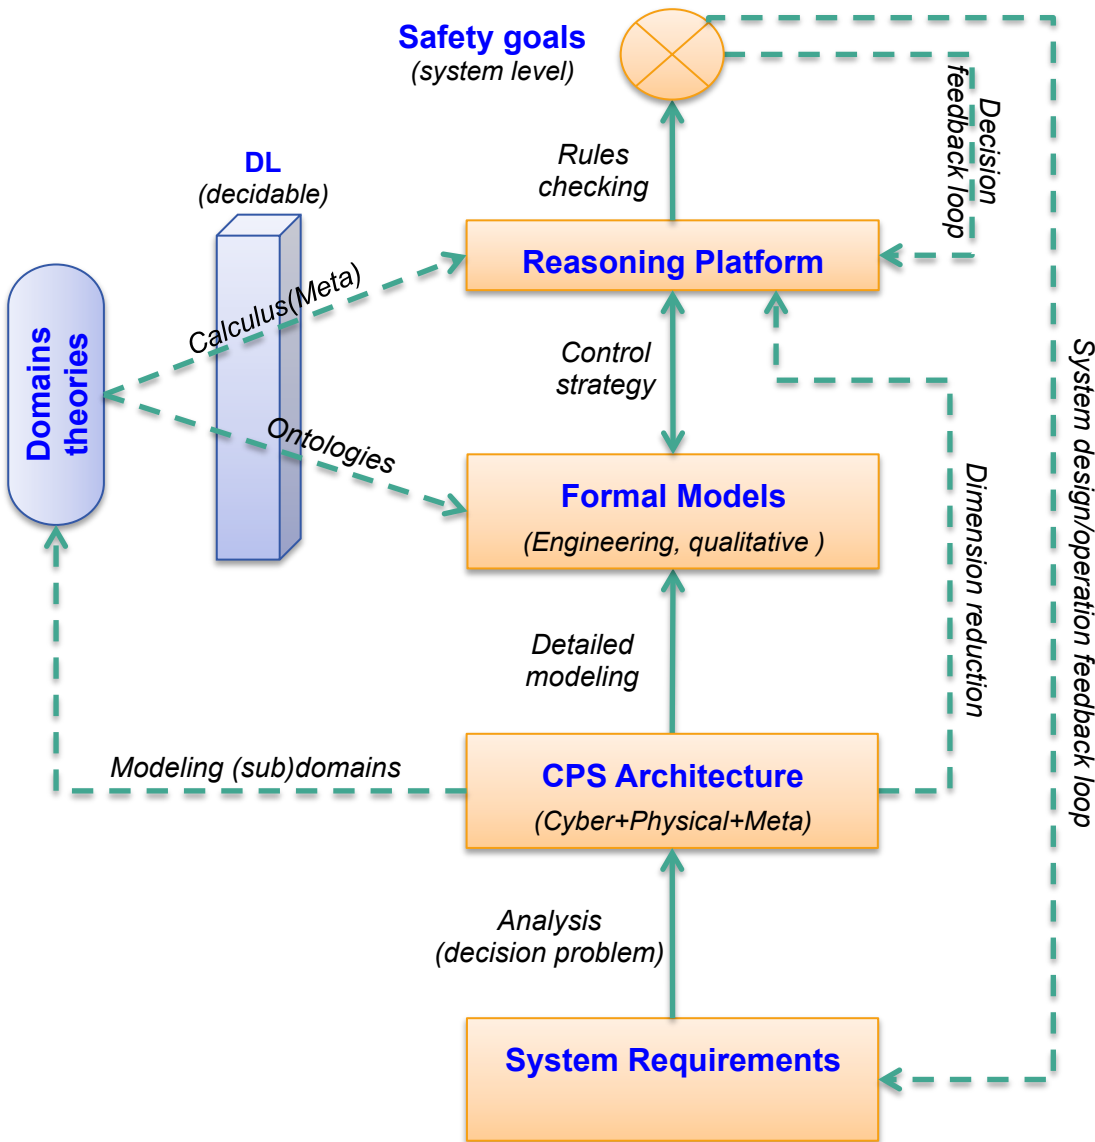 Safety goals
(system level)
Decision
feedback loop
DL
(decidable)
Rules
checking
Reasoning Platform
Calculus(Meta)
Domains
theories
Control
strategy
System design/operation feedback loop
Ontologies
Formal Models
(Engineering, qualitative )
Dimension reduction
Detailed
modeling
Modeling (sub)domains
CPS Architecture
(Cyber+Physical+Meta)
Analysis
(decision problem)
System Requirements